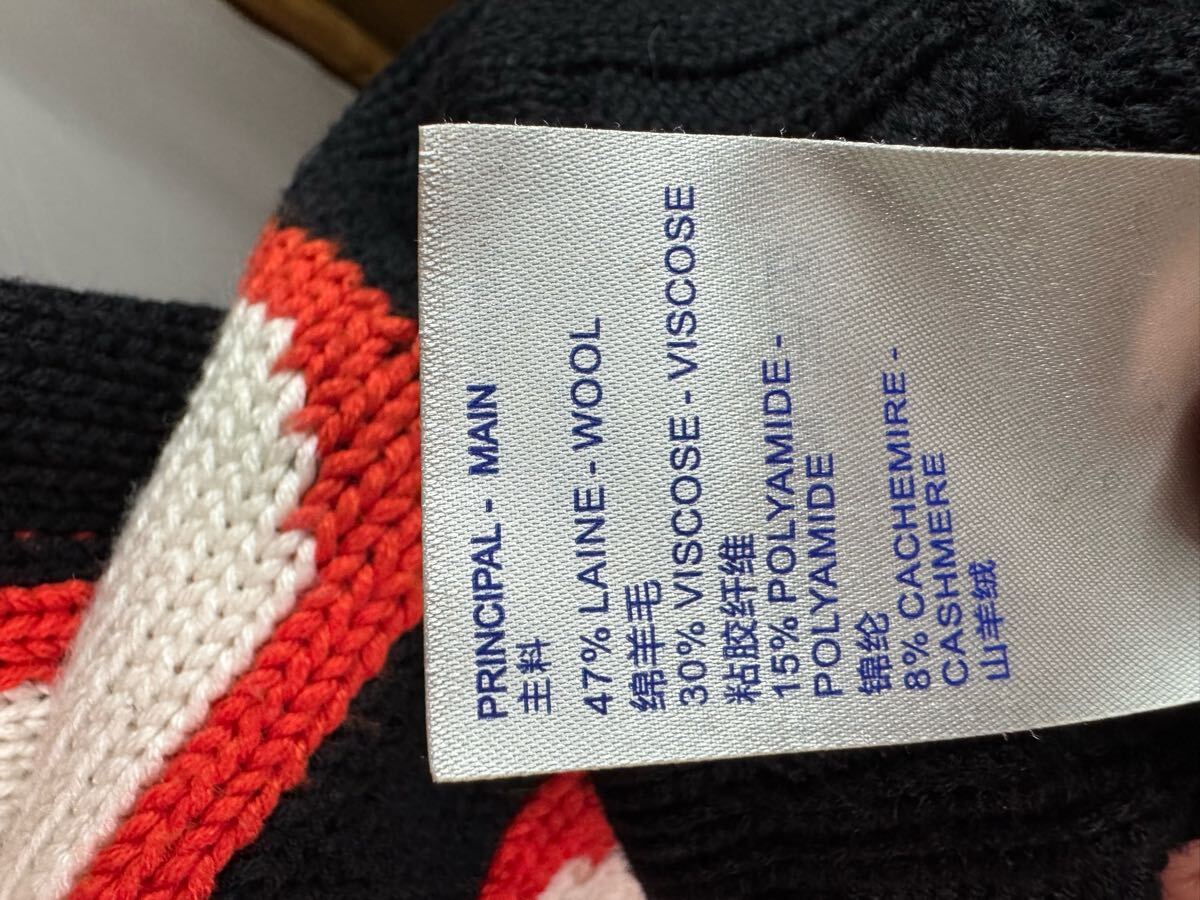 PRINCIPAL - MAIN
主料
47% LAINE - WOOL
绵羊毛
30% VISCOSE - VISCOSE
粘胶纤维
15% POLYAMIDE -
POLYAMIDE
锦纶
8% CACHEMIRE -
CASHMERE
山羊绒